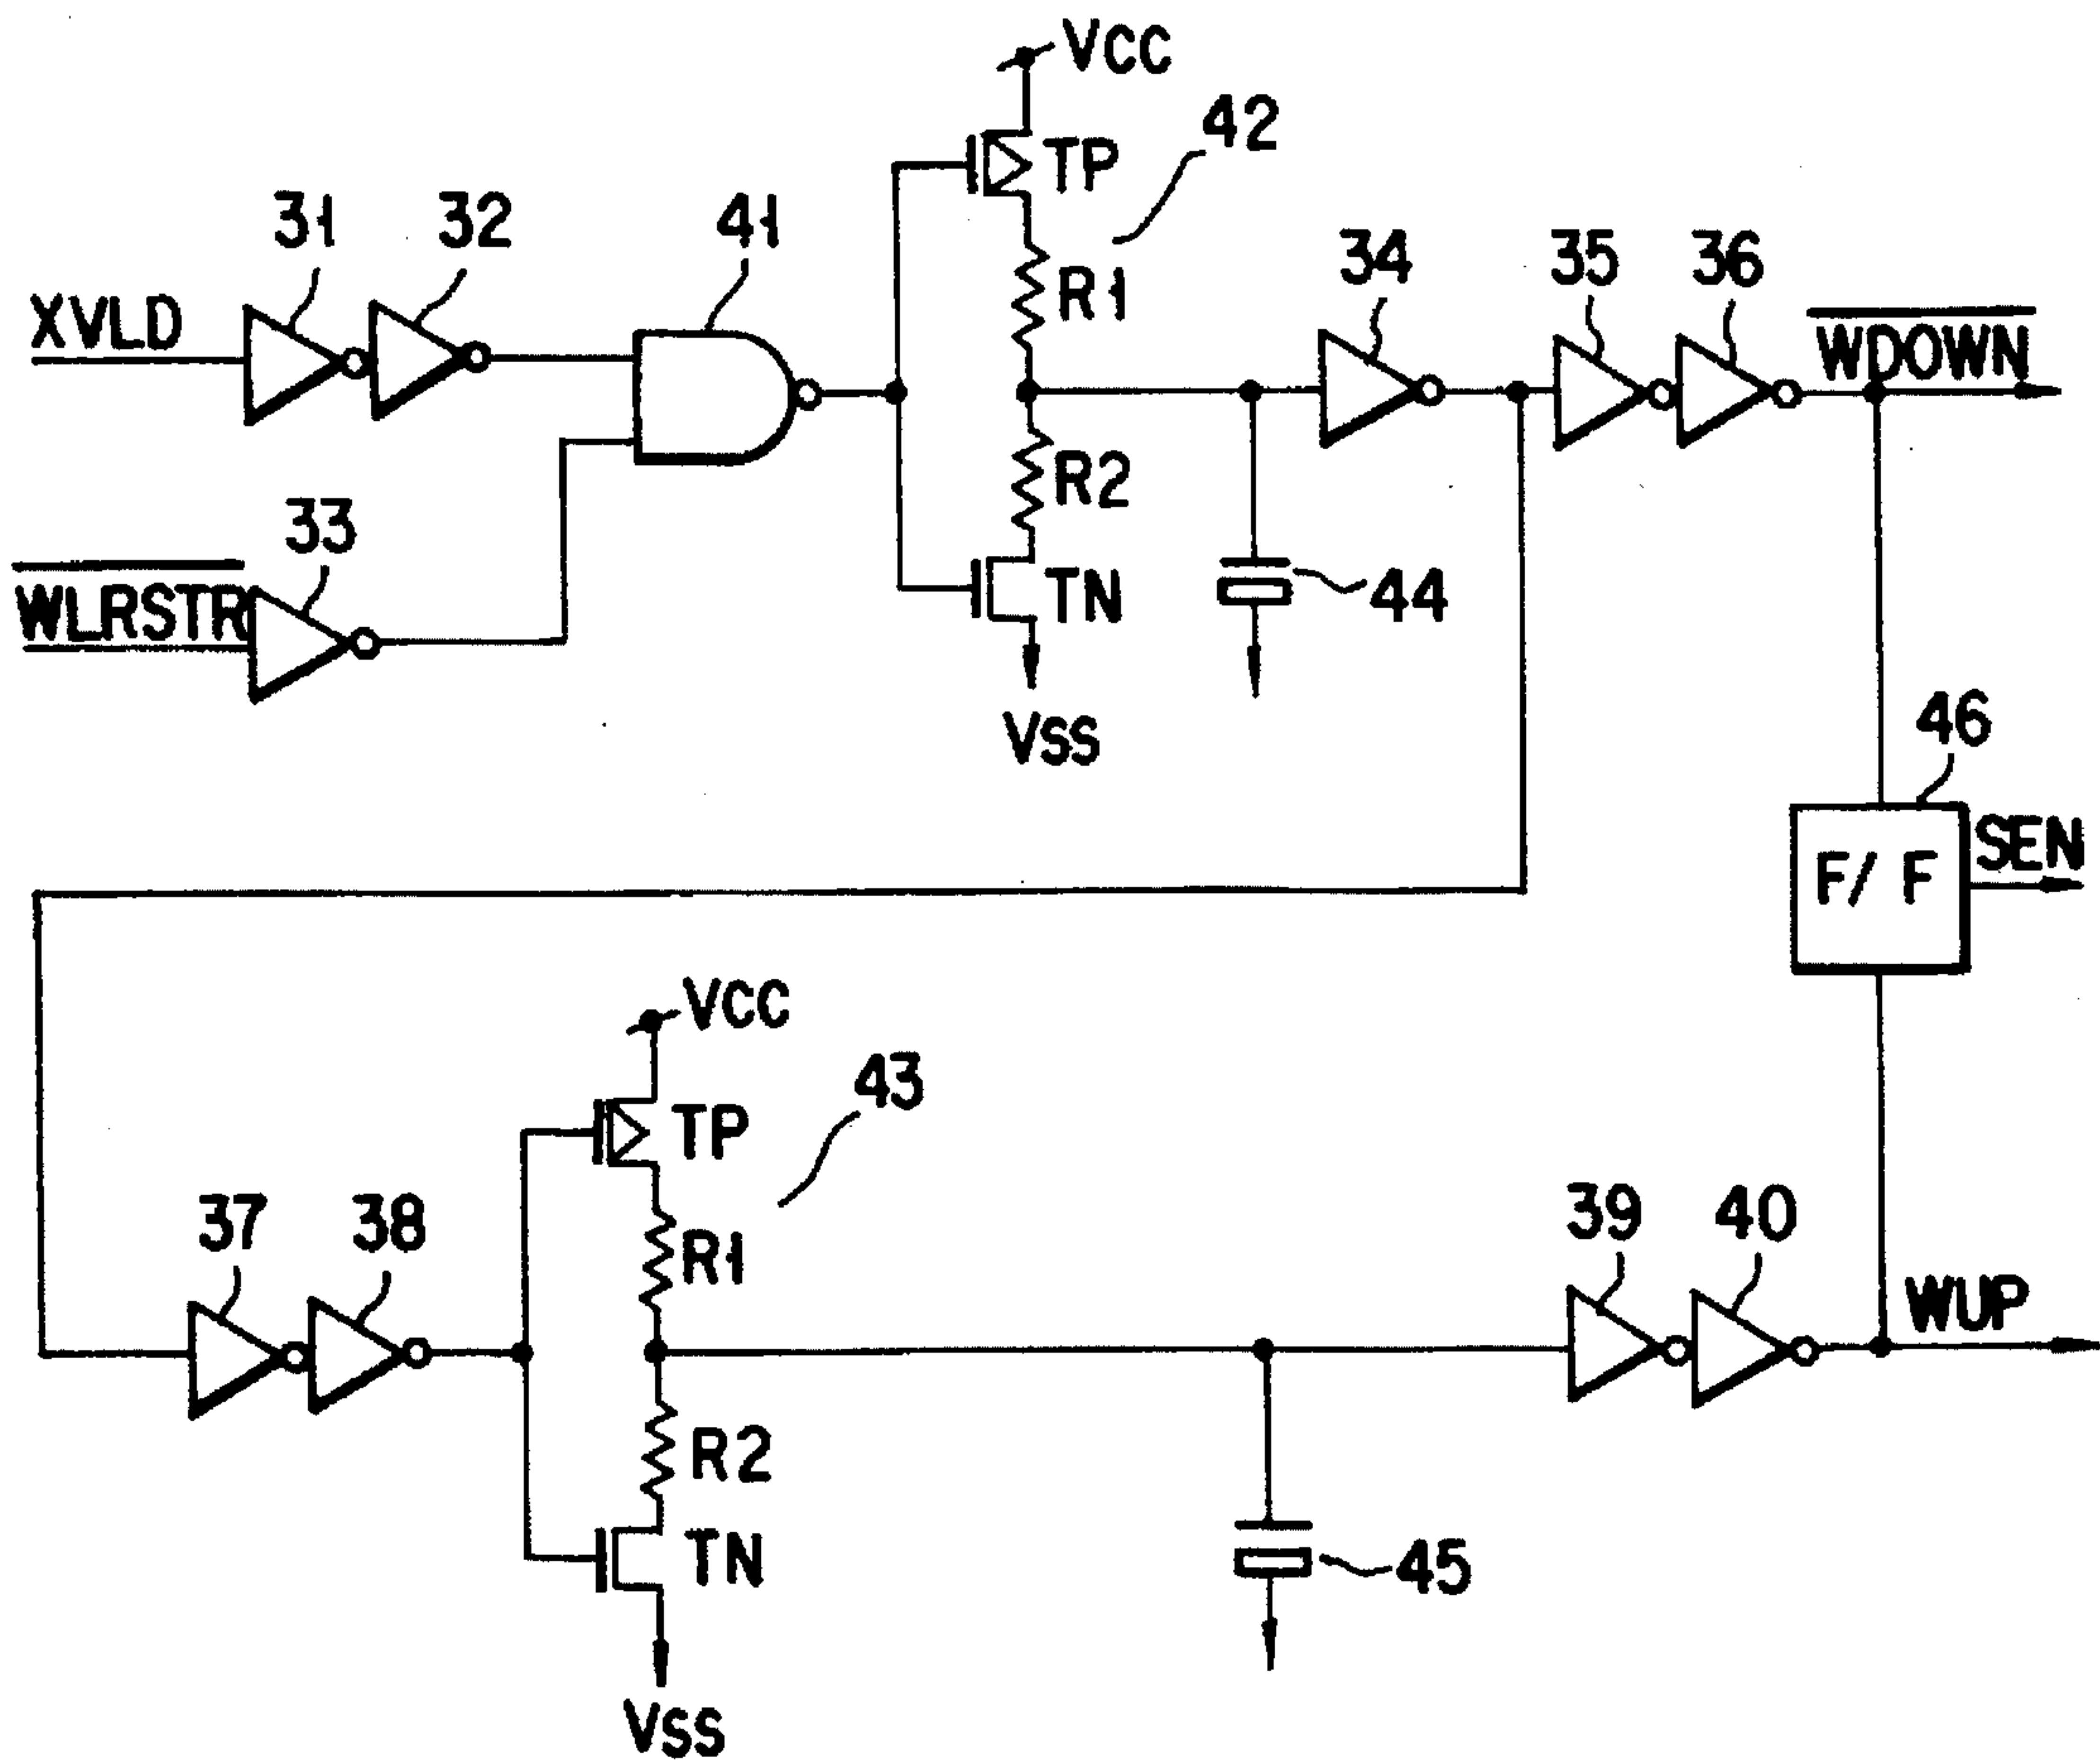 VCC
42
TP
31
32
41
34
35
36
R1
XVLD
WDOWN
R2
33
WLRSTR
TN
44
VSS
46
F/F
SEN
VCC
43
TP
37
38
R1
39
40
WUP
R2
TN
45
VSS